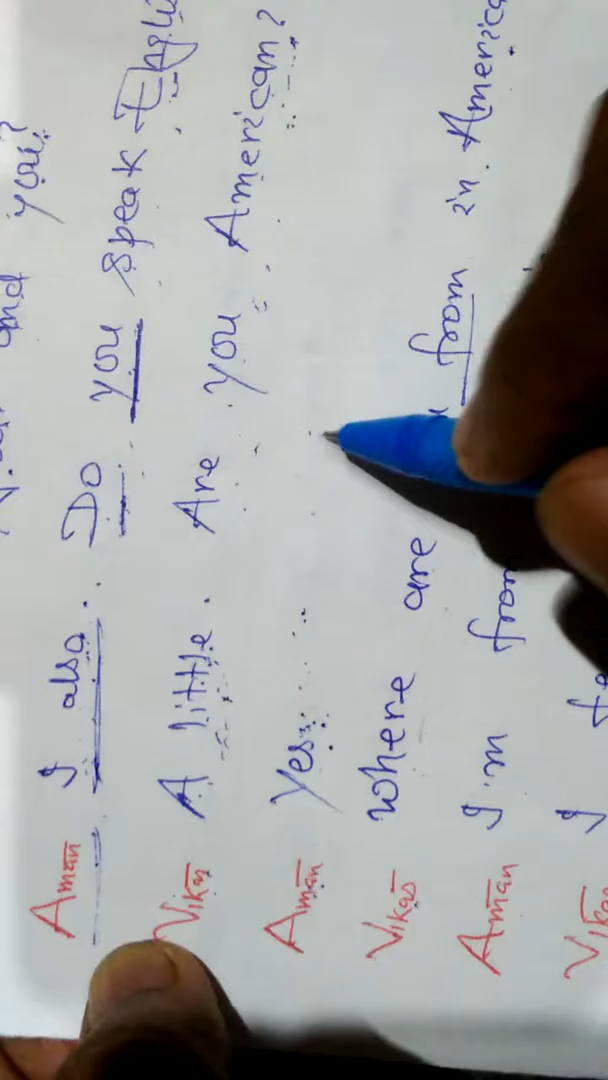 and you?
Aman I also.. Do you speak
Vikas A little. Are you American?
Aman Yes.....
Vikas where are from in America
Aman I'm from
I